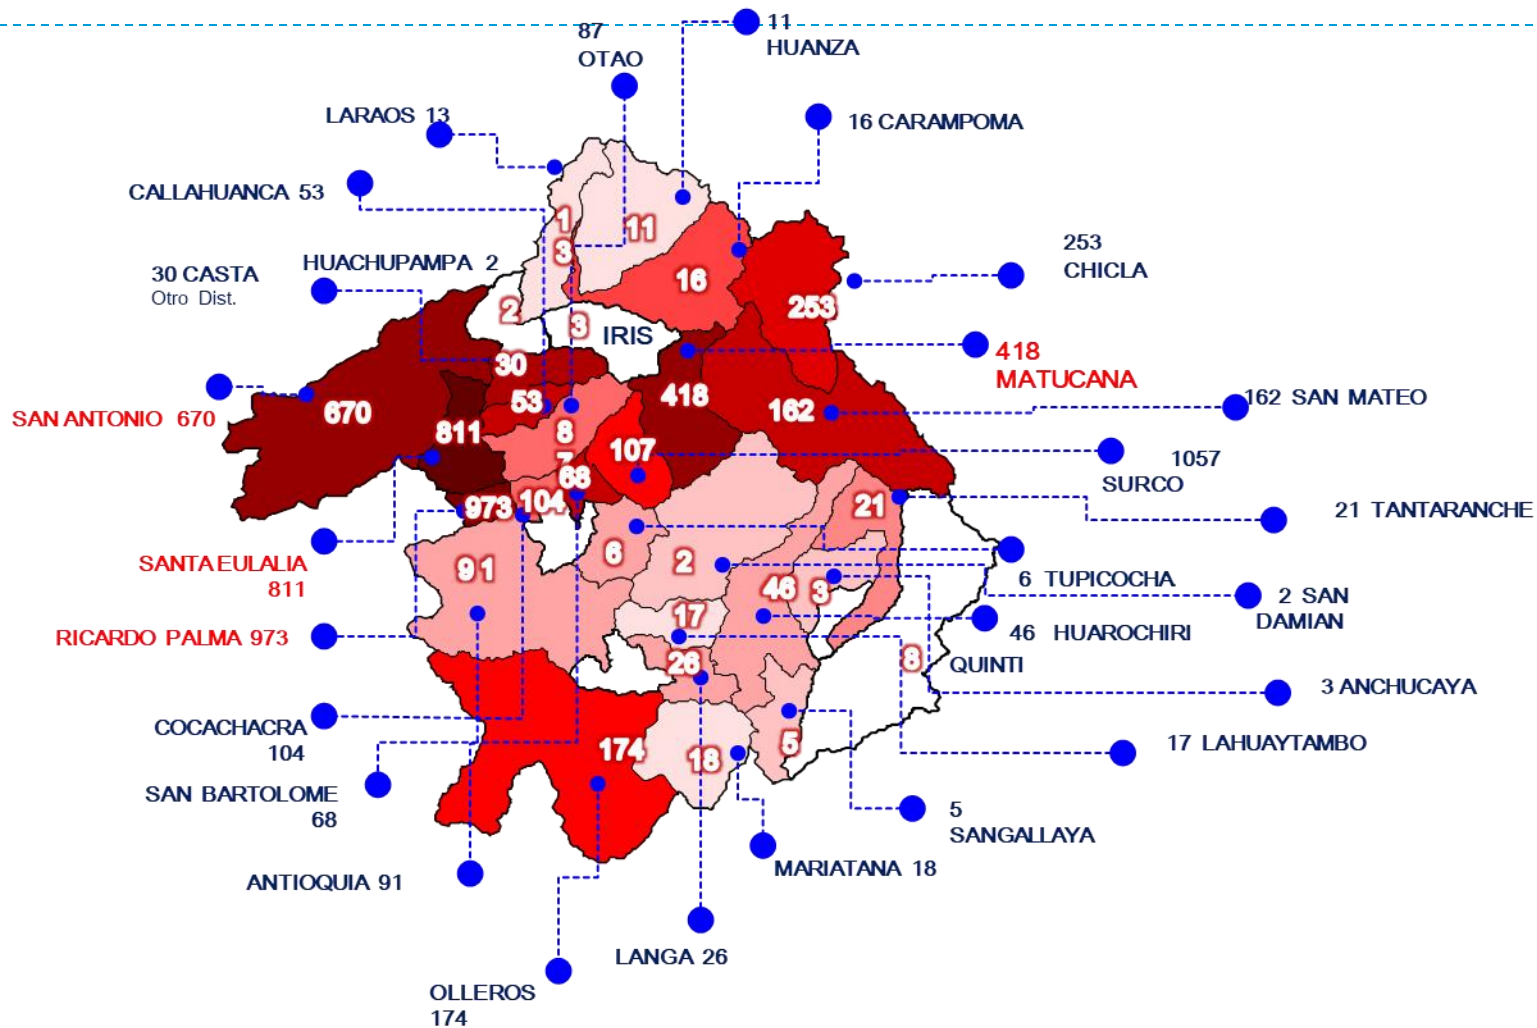 11
HUANZA
87
OTAO
LARAOS 13
16 CARAMPOMA
CALLAHUANCA 53
HUACHUPAMPA 2
30 CASTA
Otro Dist.
253
CHICLA
1
3
11
16
253
2
3
IRIS
30
418
MATUCANA
SAN ANTONIO 670
670
53
418
162
162 SAN MATEO
811
8
7
107
1057
SURCO
68
973
104
21
21 TANTARANCHE
SANTA EULALIA
811
91
6
2
46
3
6 TUPICOCHA
2 SAN
DAMIAN
17
46 HUAROCHIRI
RICARDO PALMA 973
26
8
QUINTI
3 ANCHUCAYA
COCACHACRA
104
174
18
5
17 LAHUAYTAMBO
SAN BARTOLOME
68
5
SANGALLAYA
MARIATANA 18
ANTIOQUIA 91
LANGA 26
OLLEROS
174